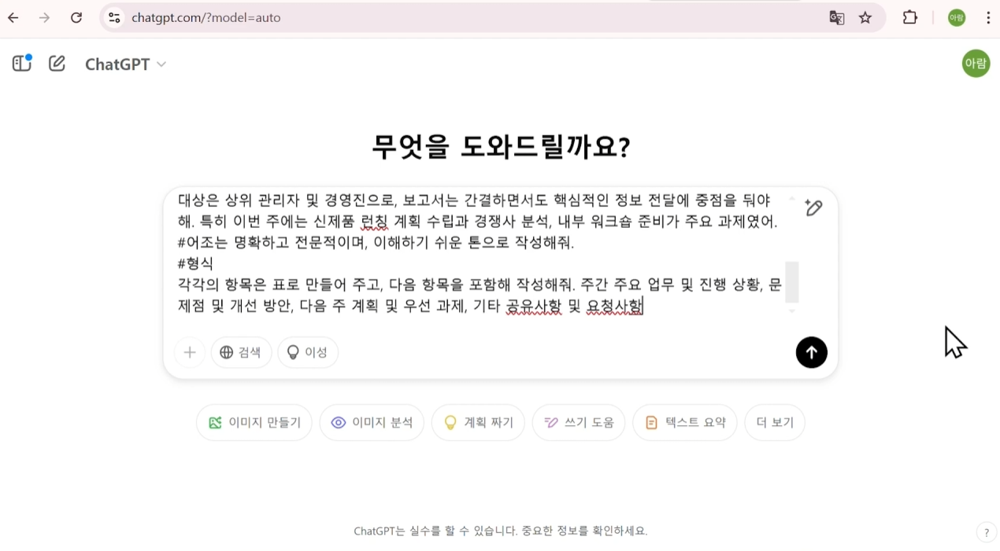 chatgpt.com/?model=auto
아람
ChatGPT
아람
무엇을 도와드릴까요?
대상은 상위 관리자 및 경영진으로, 보고서는 간결하면서도 핵심적인 정보 전달에 중점을 둬야
해. 특히 이번 주에는 신제품 런칭 계획 수립과 경쟁사 분석, 내부 워크숍 준비가 주요 과제였어.
#어조는 명확하고 전문적이며, 이해하기 쉬운 톤으로 작성해줘.
#형식
각각의 항목은 표로 만들어 주고, 다음 항목을 포함해 작성해줘. 주간 주요 업무 및 진행 상황, 문
제점 및 개선 방안, 다음 주 계획 및 우선 과제, 기타 공유사항 및 요청사항
검색 이성
이미지 만들기 이미지 분석 계획 짜기 쓰기 도움 텍스트 요약 더 보기
ChatGPT는 실수를 할 수 있습니다. 중요한 정보를 확인하세요.
?